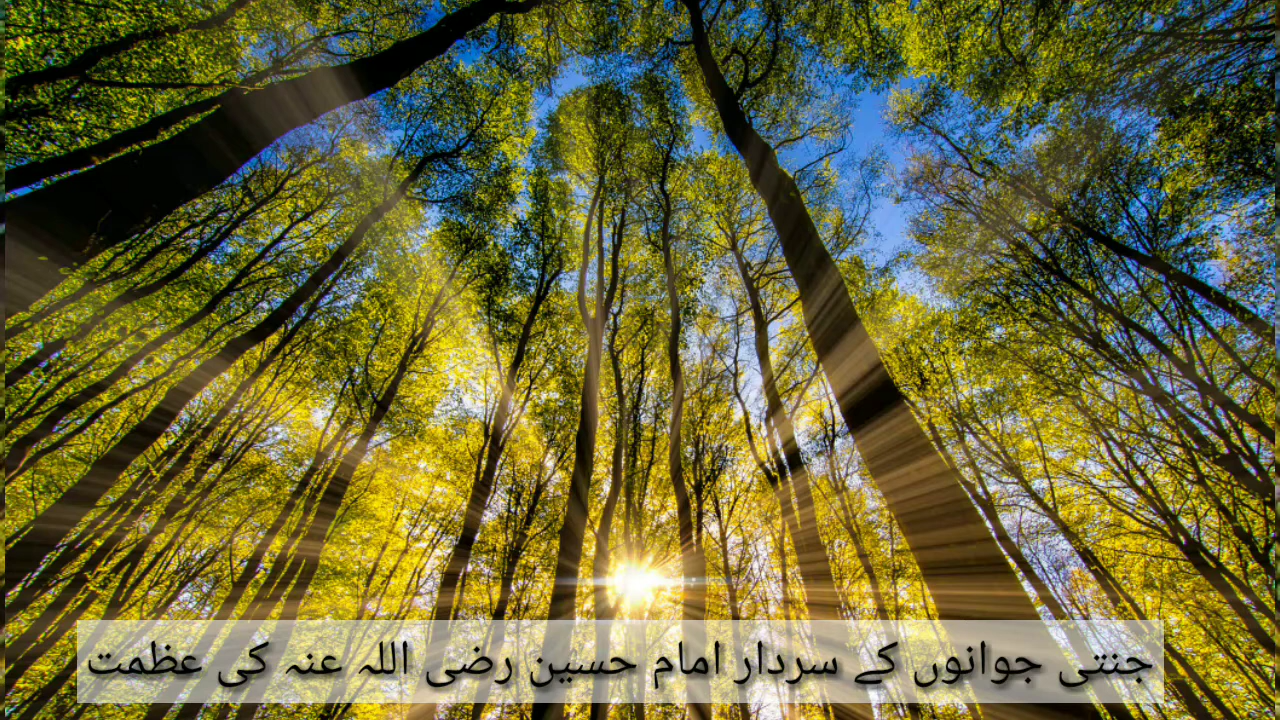 جنتی جوانوں کے سردار امام حسین رضی اللہ عنہ کی عظمت